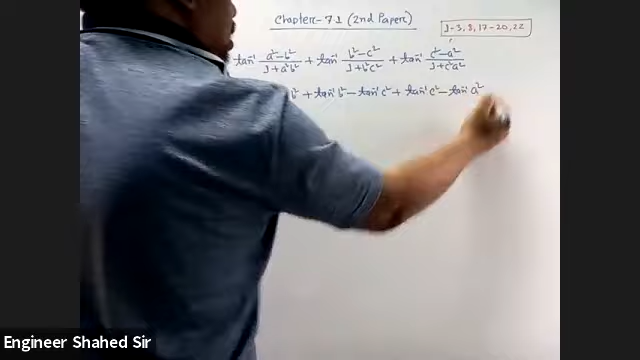 Chapter-7.1 (2nd Paper)
1-3, 8, 17-20, 22
tan⁻¹ (a²-b²)/(1+a²b²) + tan⁻¹ (b²-c²)/(1+b²c²) + tan⁻¹ (c²-a²)/(1+c²a²)
b² + tan⁻¹ b² - tan⁻¹ c² + tan⁻¹ c² - tan⁻¹ a²
Engineer Shahed Sir